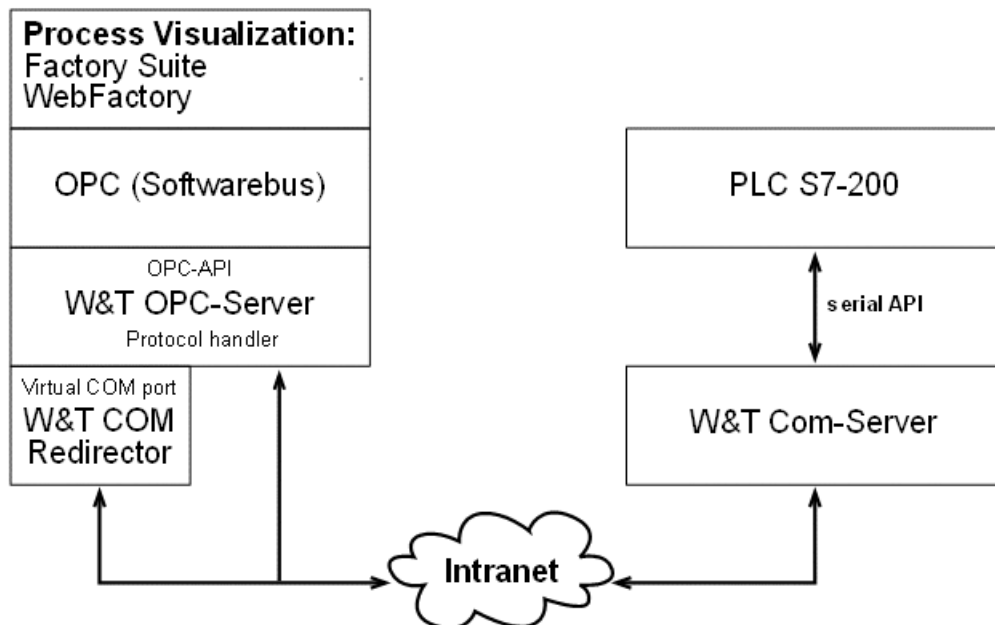 Process Visualization:
Factory Suite
WebFactory
OPC (Softwarebus)
OPC-API
W&T OPC-Server
Protocol handler
Virtual COM port
W&T COM
Redirector
PLC S7-200
serial API
W&T Com-Server
Intranet